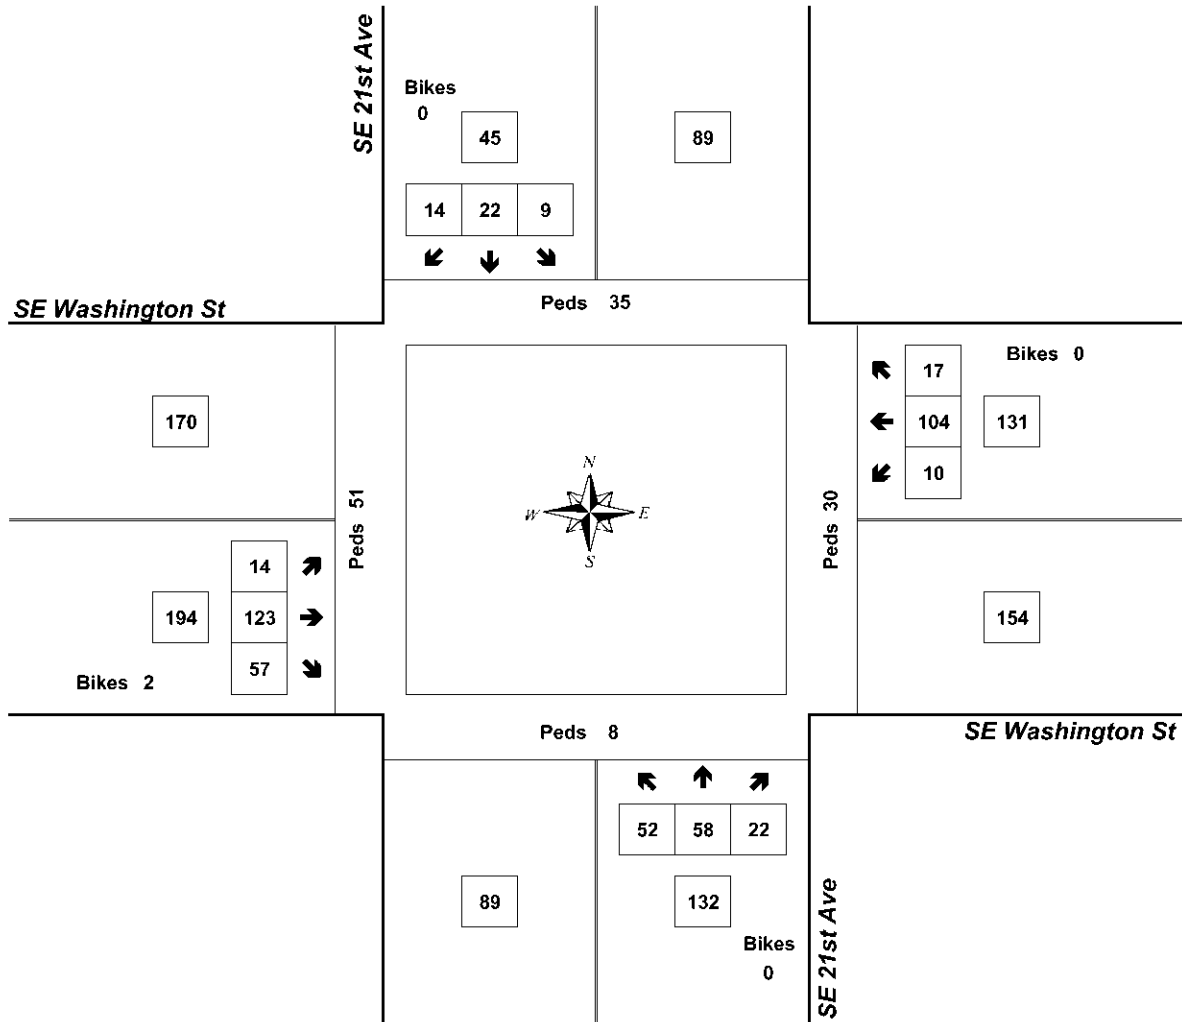 SE 21st Ave
Bikes
0
45
89
14 22 9
Peds 35
SE Washington St
Bikes 0
17
170
104 131
10
N
W E
S
Peds 51
Peds 30
14
194 123
154
57
Bikes 2
Peds 8
SE Washington St
52 58 22
89
132
SE 21st Ave
Bikes
0